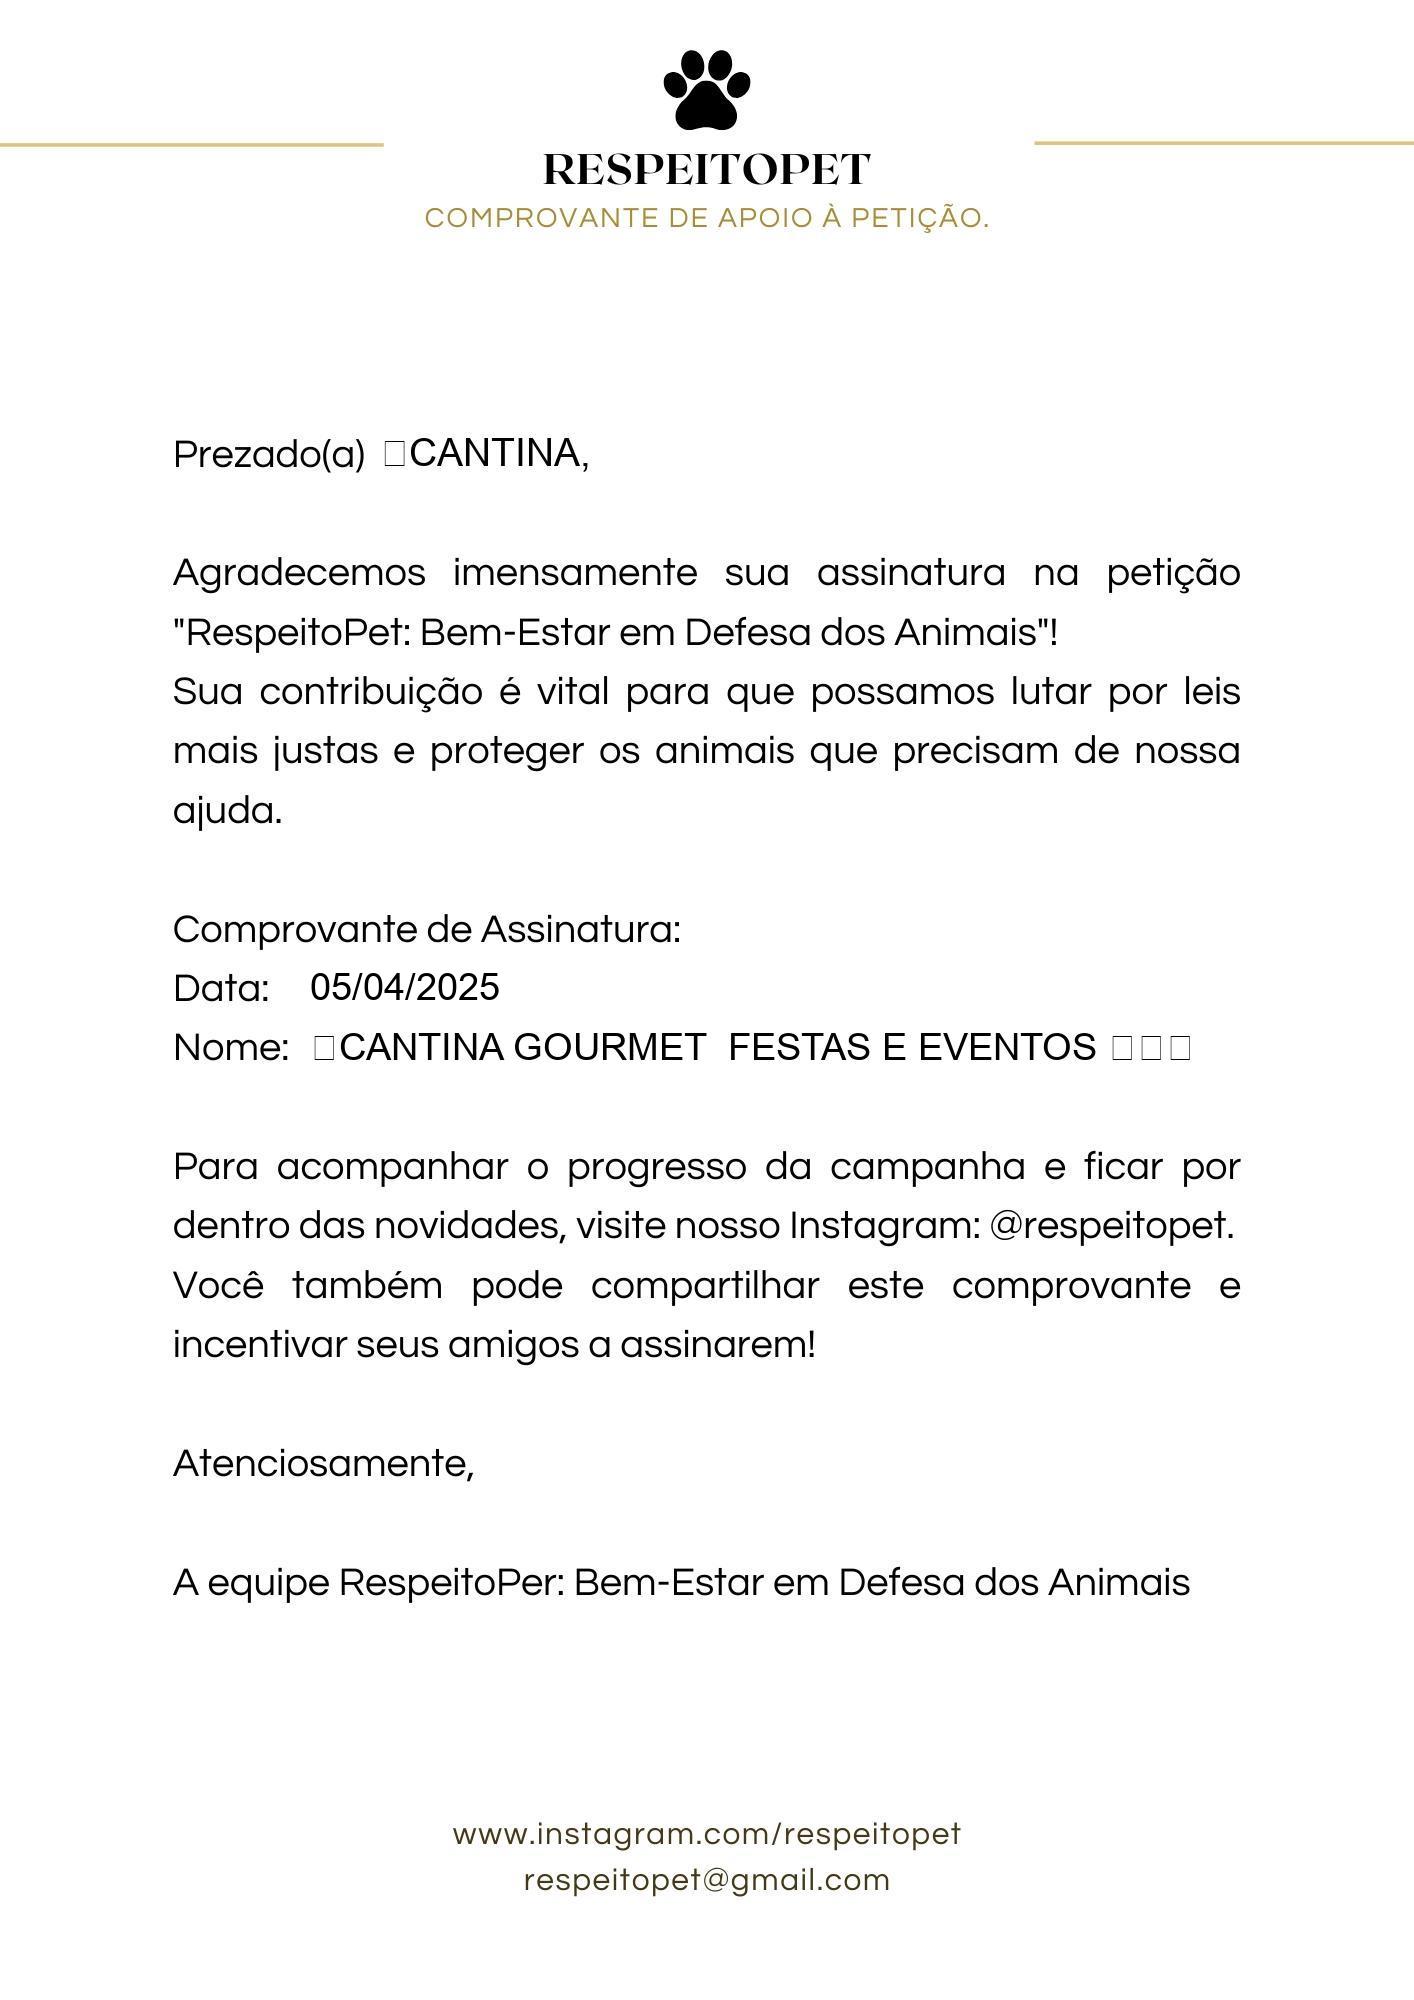 RESPEITOPET
COMPROVANTE DE APOIO À PETIÇÃO.
Prezado(a) □CANTINA,
Agradecemos imensamente sua assinatura na petição
"RespeitoPet: Bem-Estar em Defesa dos Animais"!
Sua contribuição é vital para que possamos lutar por leis
mais justas e proteger os animais que precisam de nossa
ajuda.
Comprovante de Assinatura:
Data: 05/04/2025
Nome: □CANTINA GOURMET FESTAS E EVENTOS □□□
Para acompanhar o progresso da campanha e ficar por
dentro das novidades, visite nosso Instagram: @respeitopet.
Você também pode compartilhar este comprovante e
incentivar seus amigos a assinarem!
Atenciosamente,
A equipe RespeitoPer: Bem-Estar em Defesa dos Animais
www.instagram.com/respeitopet
respeitopet@gmail.com